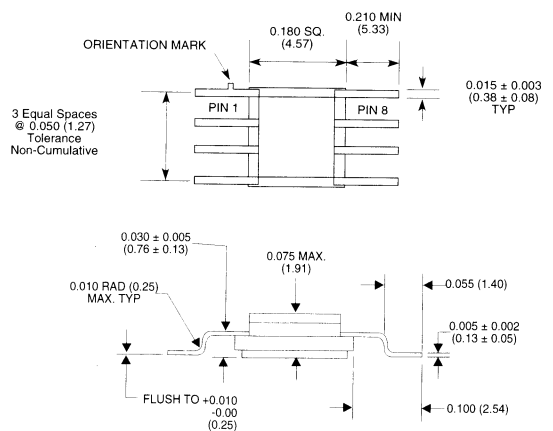 0.180 SQ.
(4.57)
0.210 MIN
(5.33)
ORIENTATION MARK
0.015 ± 0.003
(0.38 ± 0.08)
TYP
PIN 1
PIN 8
3 Equal Spaces
@ 0.050 (1.27)
Tolerance
Non-Cumulative
0.030 ± 0.005
(0.76 ± 0.13)
0.075 MAX.
(1.91)
0.010 RAD (0.25)
MAX. TYP
0.055 (1.40)
0.005 ± 0.002
(0.13 ± 0.05)
FLUSH TO +0.010
-0.00
(0.25)
0.100 (2.54)